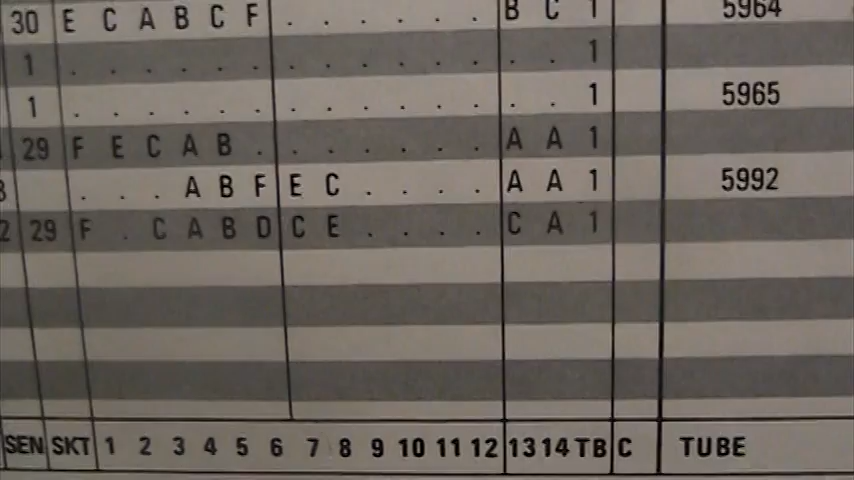 30 E C A B C F . . . . . . B C 1 5964
1 . . . . . . . . . . . . . . 1
1 . . . . . . . . . . . . . . 1 5965
29 F E C A B . . . . . . . A A 1
. . . A B F E C . . . . A A 1 5992
2 29 F . C A B D C E . . . . C A 1
SEN SKT 1 2 3 4 5 6 7 8 9 10 11 12 13 14 TB C TUBE